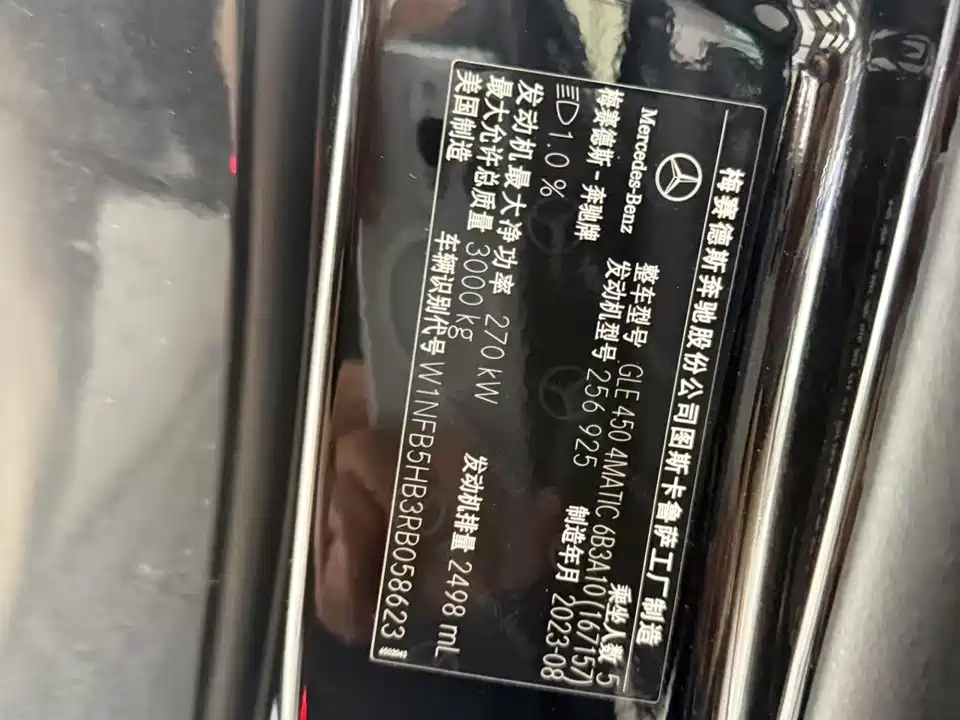 梅赛德斯奔驰股份公司图斯卡鲁萨工厂制造
Mercedes-Benz
整车型号 GLE 450 4MATIC 6B3A10(167157)
乘坐人数 5
梅赛德斯-奔驰牌
发动机型号 256 925
制造年月 2023-08
1.0 %
发动机最大净功率 270 kW
发动机排量 2498 mL
最大允许总质量 3000 kg
美国制造
车辆识别代号 W1NFB5HB3RB058623